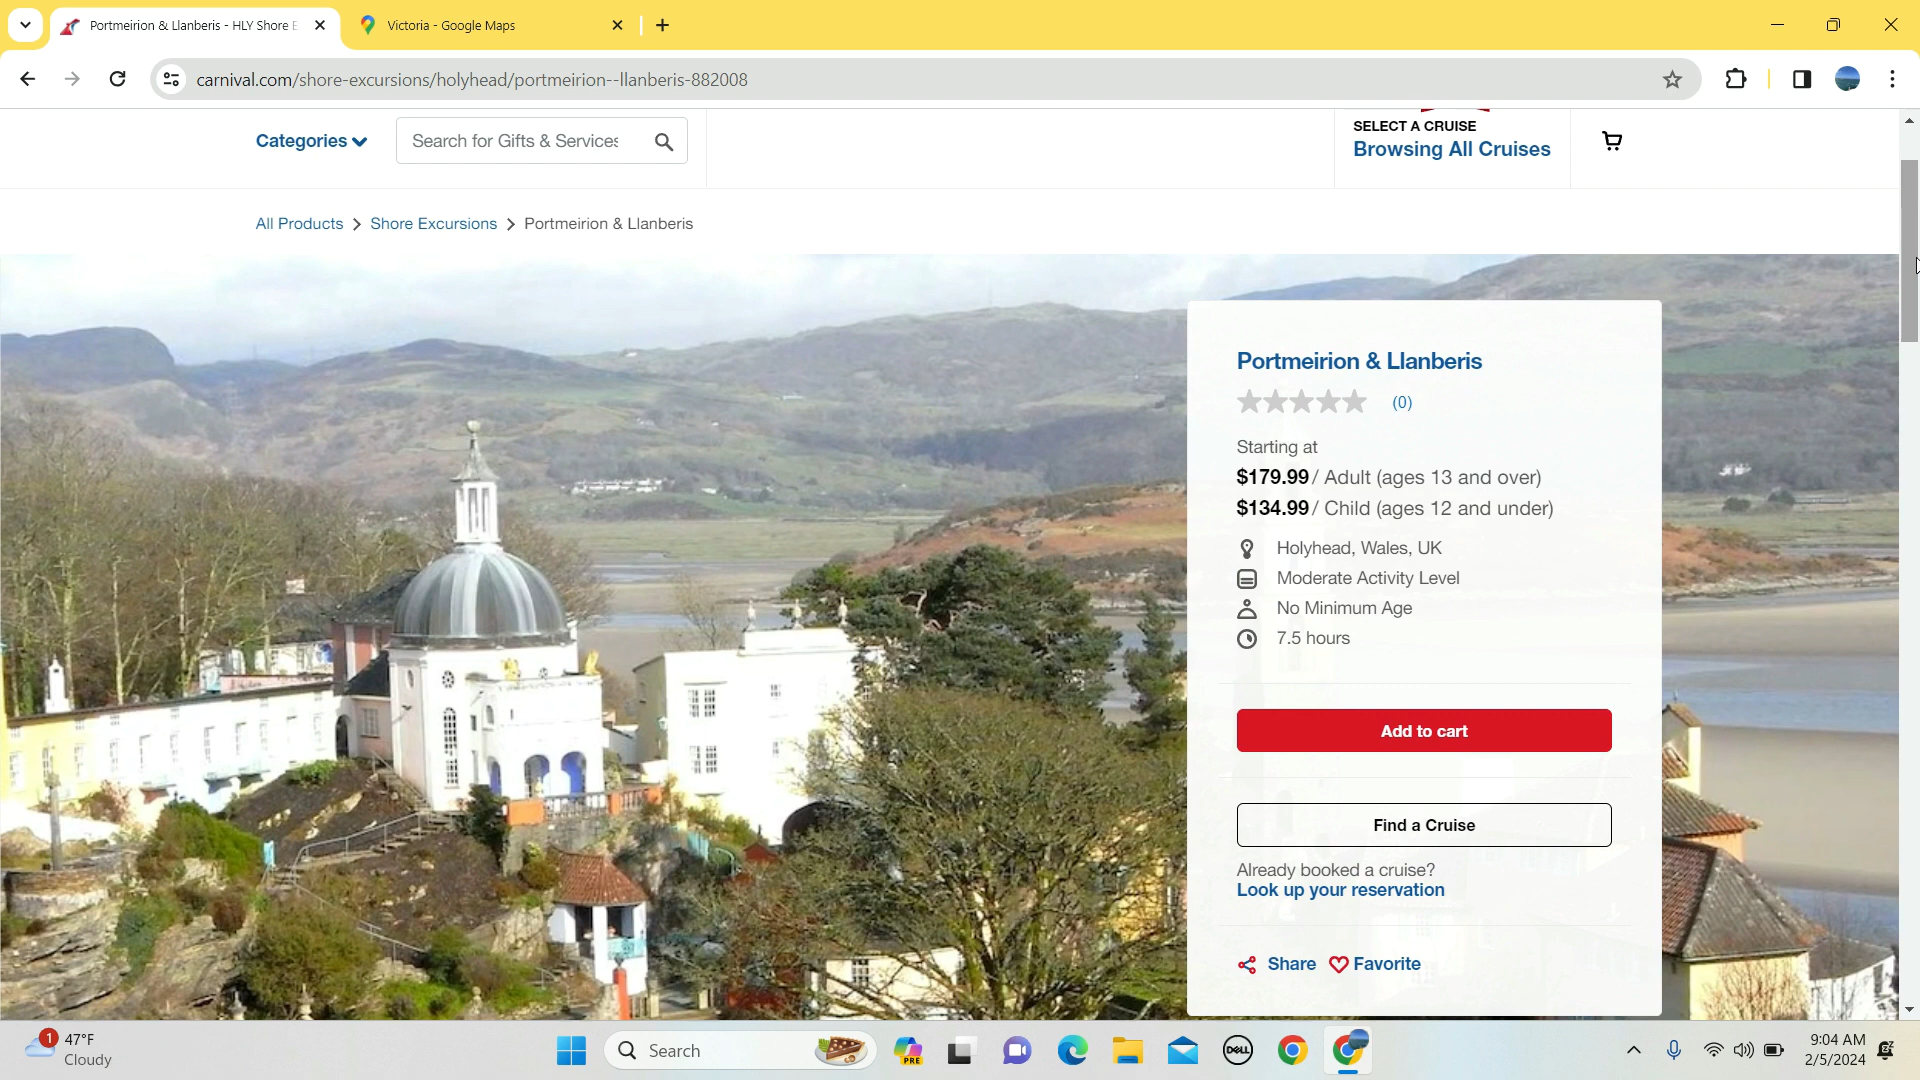 Portmeirion & Llanberis - HLY Shore E
Victoria - Google Maps
carnival.com/shore-excursions/holyhead/portmeirion--llanberis-882008
Categories
Search for Gifts & Services
SELECT A CRUISE
Browsing All Cruises
All Products > Shore Excursions > Portmeirion & Llanberis
Portmeirion & Llanberis
(0)
Starting at
$179.99/ Adult (ages 13 and over)
$134.99/ Child (ages 12 and under)
Holyhead, Wales, UK
Moderate Activity Level
No Minimum Age
7.5 hours
Add to cart
Find a Cruise
Already booked a cruise?
Look up your reservation
Share
Favorite
1
47°F
Cloudy
Search
PRE
DELL
9:04 AM
2/5/2024